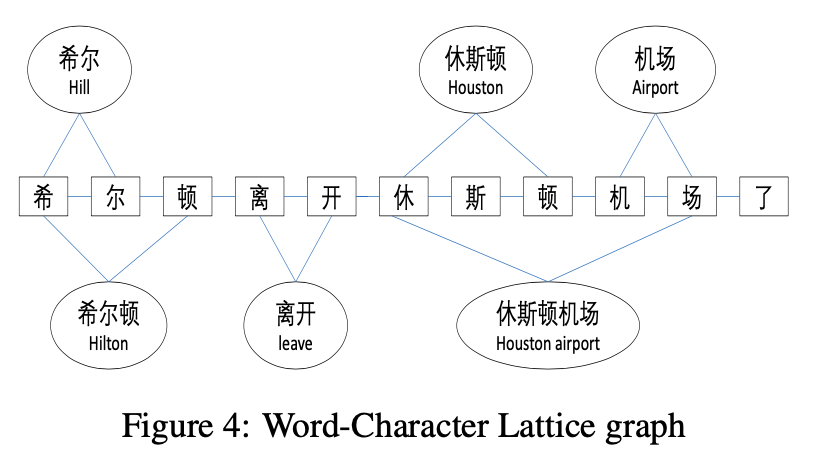 希尔
Hill
休斯顿
Houston
机场
Airport
希 尔 顿 离 开 休 斯 顿 机 场 了
希尔顿
Hilton
离开
leave
休斯顿机场
Houston airport
Figure 4: Word-Character Lattice graph